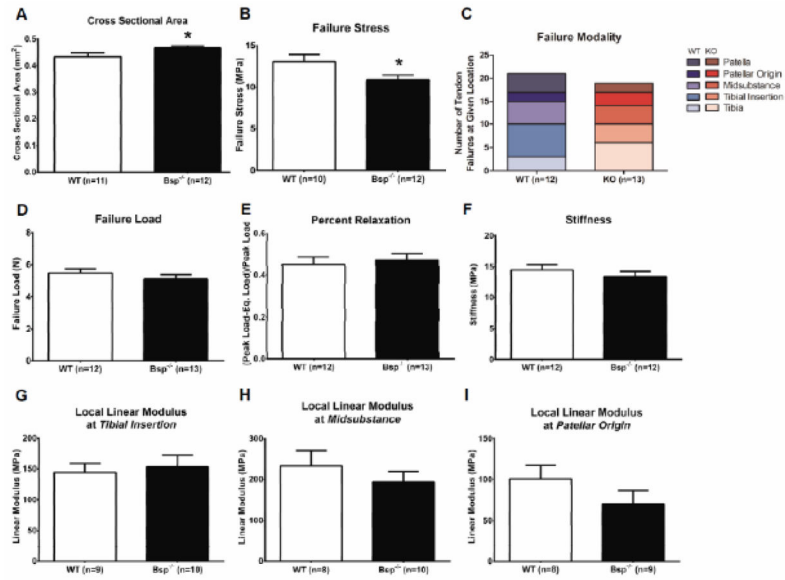 A
Cross Sectional Area
Cross Sectional Area (mm²)
0.5
0.4
0.3
0.2
0.1
0.0
*
WT (n=11)
Bsp-/- (n=12)
B
Failure Stress
Failure Stress (MPa)
15
10
5
0
*
WT (n=10)
Bsp-/- (n=12)
C
Failure Modality
Number of Tendon
Failures at Given Location
25
20
15
10
5
0
WT (n=12)
KO (n=13)
WT KO
Patella
Patellar Origin
Midsubstance
Tibial Insertion
Tibia
D
Failure Load
Failure Load (N)
8
6
4
2
0
WT (n=12)
Bsp-/- (n=13)
E
Percent Relaxation
(Peak Load-Eq. Load)/Peak Load
0.6
0.4
0.2
0.0
WT (n=12)
Bsp-/- (n=13)
F
Stiffness
Stiffness (MPa)
20
15
10
5
0
WT (n=12)
Bsp-/- (n=12)
G
Local Linear Modulus
at Tibial Insertion
Linear Modulus (MPa)
200
150
100
50
0
WT (n=9)
Bsp-/- (n=10)
H
Local Linear Modulus
at Midsubstance
Linear Modulus (MPa)
300
200
100
0
WT (n=8)
Bsp-/- (n=10)
I
Local Linear Modulus
at Patellar Origin
Linear Modulus (MPa)
150
100
50
0
WT (n=8)
Bsp-/- (n=9)